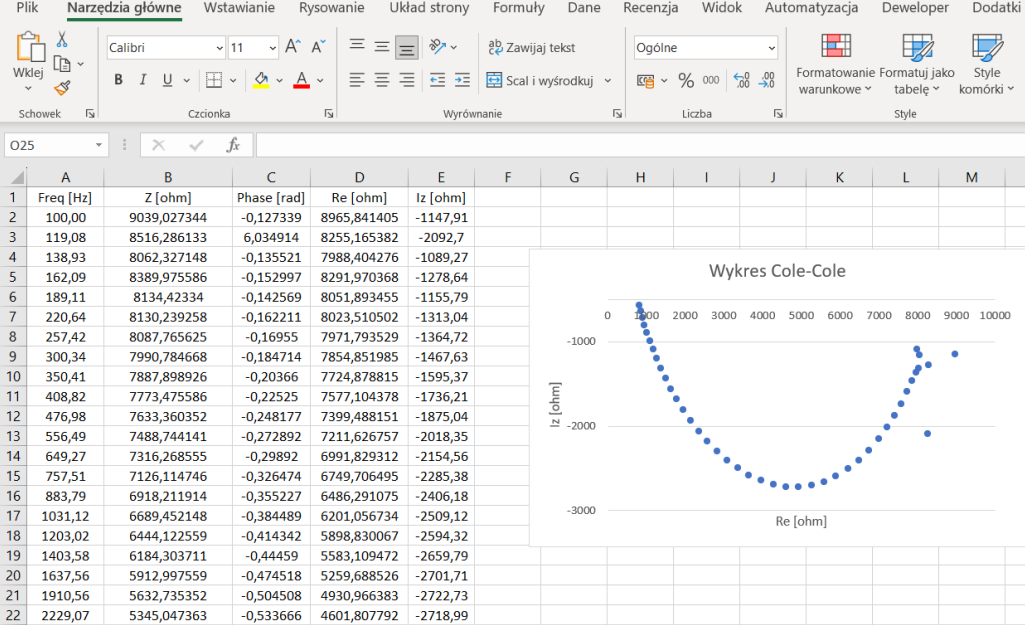 Plik Narzędzia główne Wstawianie Rysowanie Układ strony Formuły Dane Recenzja Widok Automatyzacja Deweloper Dodatki
Wklej
Calibri 11
B I U
A A
ab Zawijaj tekst
Scal i wyśrodkuj
Ogólne
% 000
Formatowanie warunkowe
Formatuj jako tabelę
Style komórki
Schowek Czcionka Wyrównanie Liczba Style
O25 fx
A B C D E F G H I J K L M
1 Freq [Hz] Z [ohm] Phase [rad] Re [ohm] Iz [ohm]
2 100,00 9039,027344 -0,127339 8965,841405 -1147,91
3 119,08 8516,286133 6,034914 8255,165382 -2092,7
4 138,93 8062,327148 -0,135521 7988,404276 -1089,27
5 162,09 8389,975586 -0,152997 8291,970368 -1278,64
6 189,11 8134,42334 -0,142569 8051,893455 -1155,79
7 220,64 8130,239258 -0,162211 8023,510502 -1313,04
8 257,42 8087,765625 -0,16955 7971,793529 -1364,72
9 300,34 7990,784668 -0,184714 7854,851985 -1467,63
10 350,41 7887,898926 -0,20366 7724,878815 -1595,37
11 408,82 7773,475586 -0,22525 7577,104378 -1736,21
12 476,98 7633,360352 -0,248177 7399,488151 -1875,04
13 556,49 7488,744141 -0,272892 7211,626757 -2018,35
14 649,27 7316,268555 -0,29892 6991,829312 -2154,56
15 757,51 7126,114746 -0,326474 6749,706495 -2285,38
16 883,79 6918,211914 -0,355227 6486,291075 -2406,18
17 1031,12 6689,452148 -0,384489 6201,056734 -2509,12
18 1203,02 6444,122559 -0,414342 5898,830067 -2594,32
19 1403,58 6184,303711 -0,44459 5583,109472 -2659,79
20 1637,56 5912,997559 -0,474518 5259,688526 -2701,71
21 1910,56 5632,735352 -0,504508 4930,966383 -2722,73
22 2229,07 5345,047363 -0,533666 4601,807792 -2718,99
Wykres Cole-Cole
0 1000 2000 3000 4000 5000 6000 7000 8000 9000 10000
-1000
-2000
-3000
Iz [ohm]
Re [ohm]